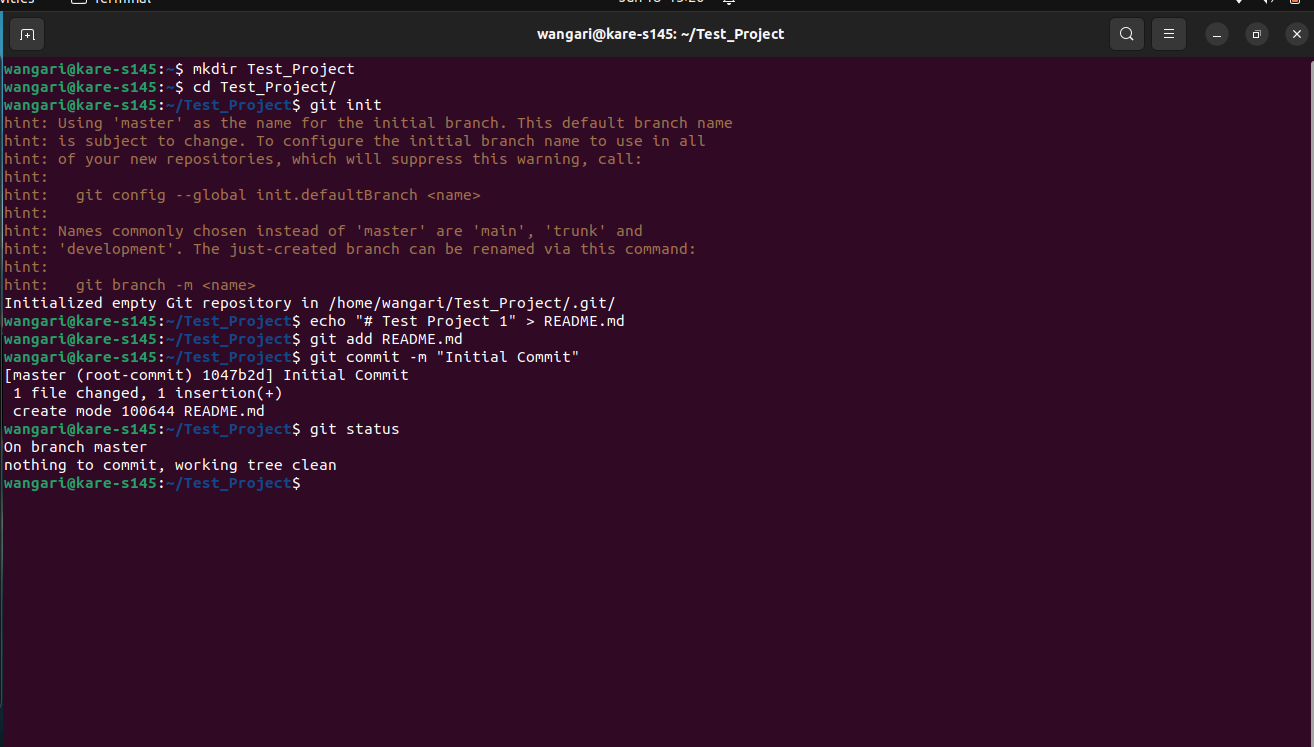 Terminal
wangari@kare-s145: ~/Test_Project
wangari@kare-s145:~$ mkdir Test_Project
wangari@kare-s145:~$ cd Test_Project/
wangari@kare-s145:~/Test_Project$ git init
hint: Using 'master' as the name for the initial branch. This default branch name
hint: is subject to change. To configure the initial branch name to use in all
hint: of your new repositories, which will suppress this warning, call:
hint:
hint:   git config --global init.defaultBranch <name>
hint:
hint: Names commonly chosen instead of 'master' are 'main', 'trunk' and
hint: 'development'. The just-created branch can be renamed via this command:
hint:
hint:   git branch -m <name>
Initialized empty Git repository in /home/wangari/Test_Project/.git/
wangari@kare-s145:~/Test_Project$ echo "# Test Project 1" > README.md
wangari@kare-s145:~/Test_Project$ git add README.md
wangari@kare-s145:~/Test_Project$ git commit -m "Initial Commit"
[master (root-commit) 1047b2d] Initial Commit
 1 file changed, 1 insertion(+)
 create mode 100644 README.md
wangari@kare-s145:~/Test_Project$ git status
On branch master
nothing to commit, working tree clean
wangari@kare-s145:~/Test_Project$